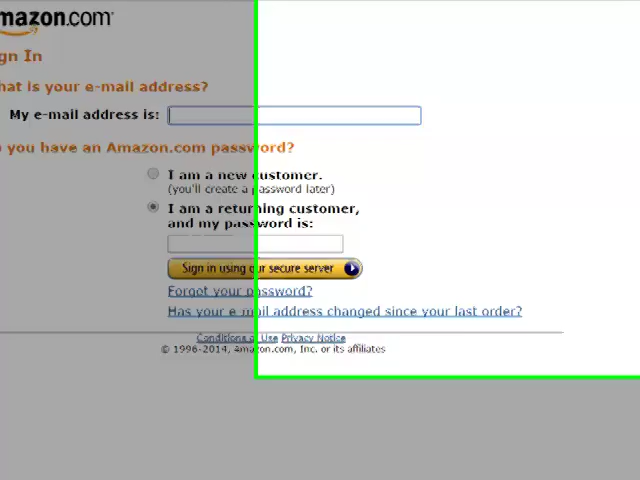 mazon.com
gn In
hat is your e-mail address?
My e-mail address is:
you have an Amazon.com password?
I am a new customer.
(you'll create a password later)
I am a returning customer,
and my password is:
Sign in using our secure server
Forgot your password?
Has your e-mail address changed since your last order?
Conditions of Use Privacy Notice
© 1996-2014, Amazon.com, Inc. or its affiliates